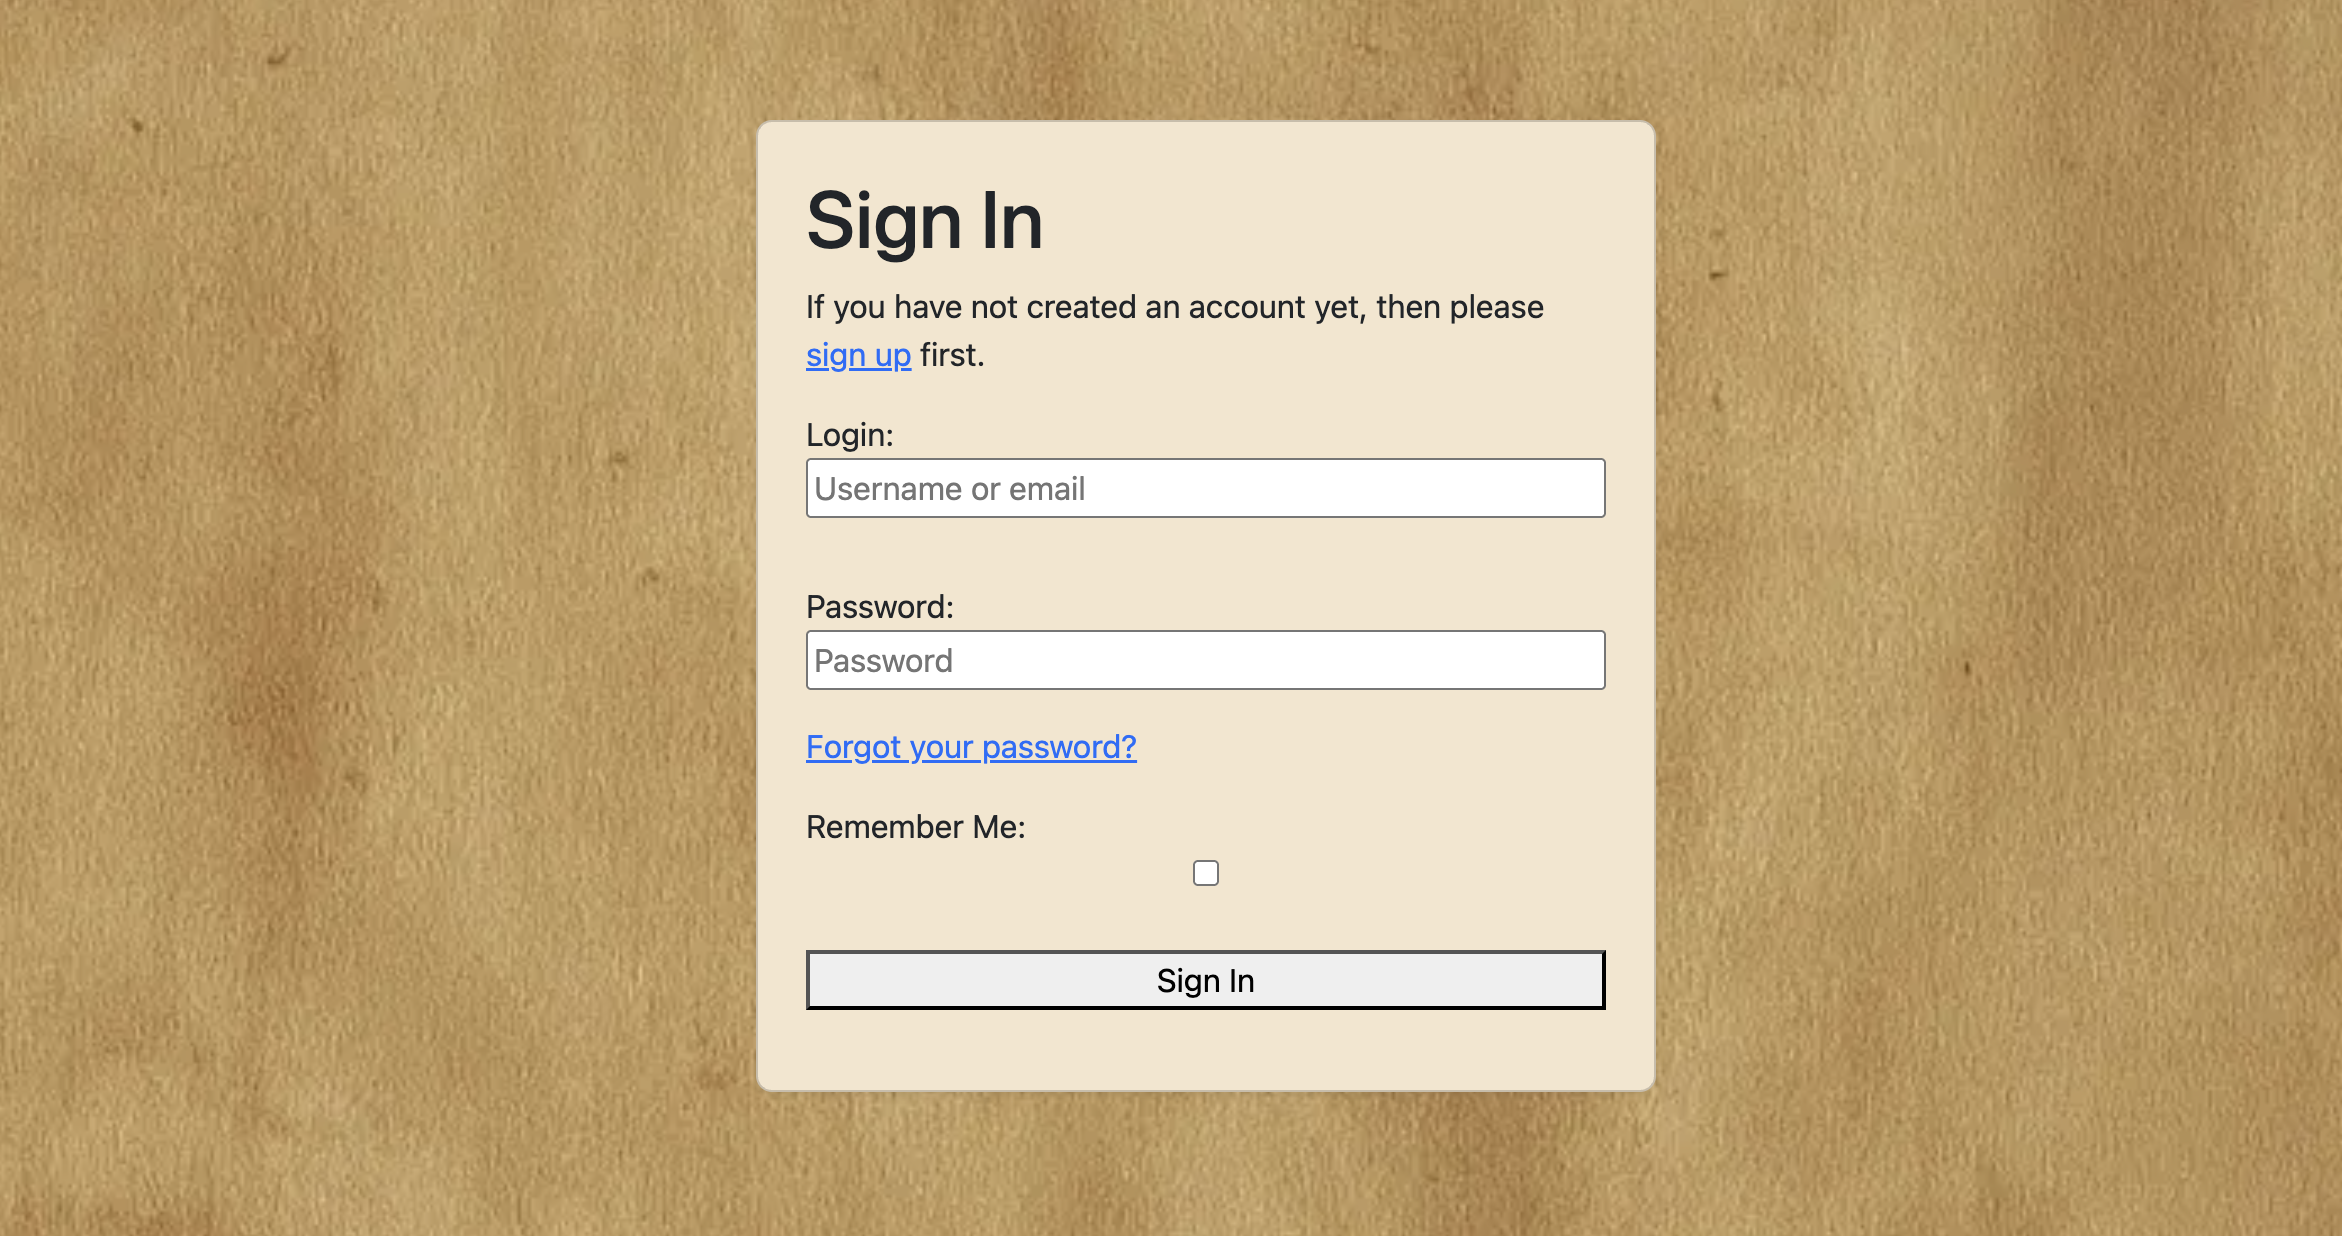 Sign In
If you have not created an account yet, then please
sign up first.
Login:
Username or email
Password:
Password
Forgot your password?
Remember Me:
Sign In